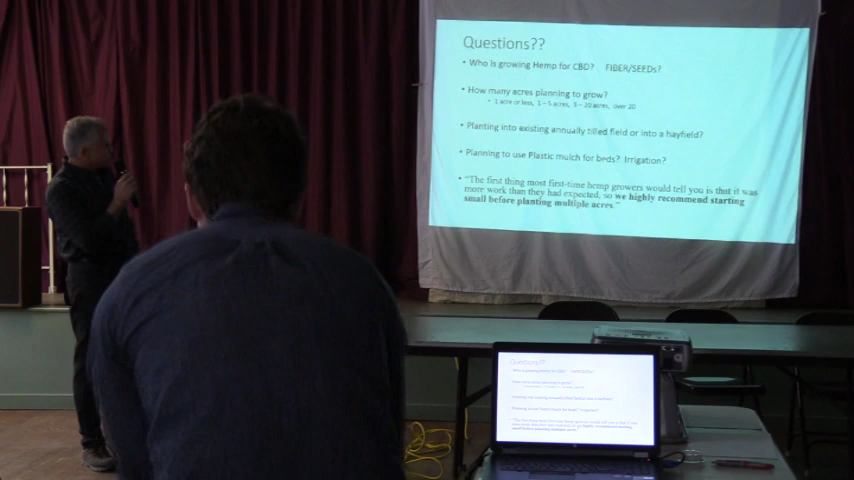 Questions??
• Who is growing Hemp for CBD? FIBER/SEEDs?
• How many acres planning to grow?
• 1 acre or less, 1 – 5 acres, 5 – 20 acres, over 20
• Planting into existing annually tilled field or into a hayfield?
• Planning to use Plastic mulch for beds? Irrigation?
• "The first thing most first-time hemp growers would tell you is that it was
more work than they had expected, so we highly recommend starting
small before planting multiple acres."
Questions??